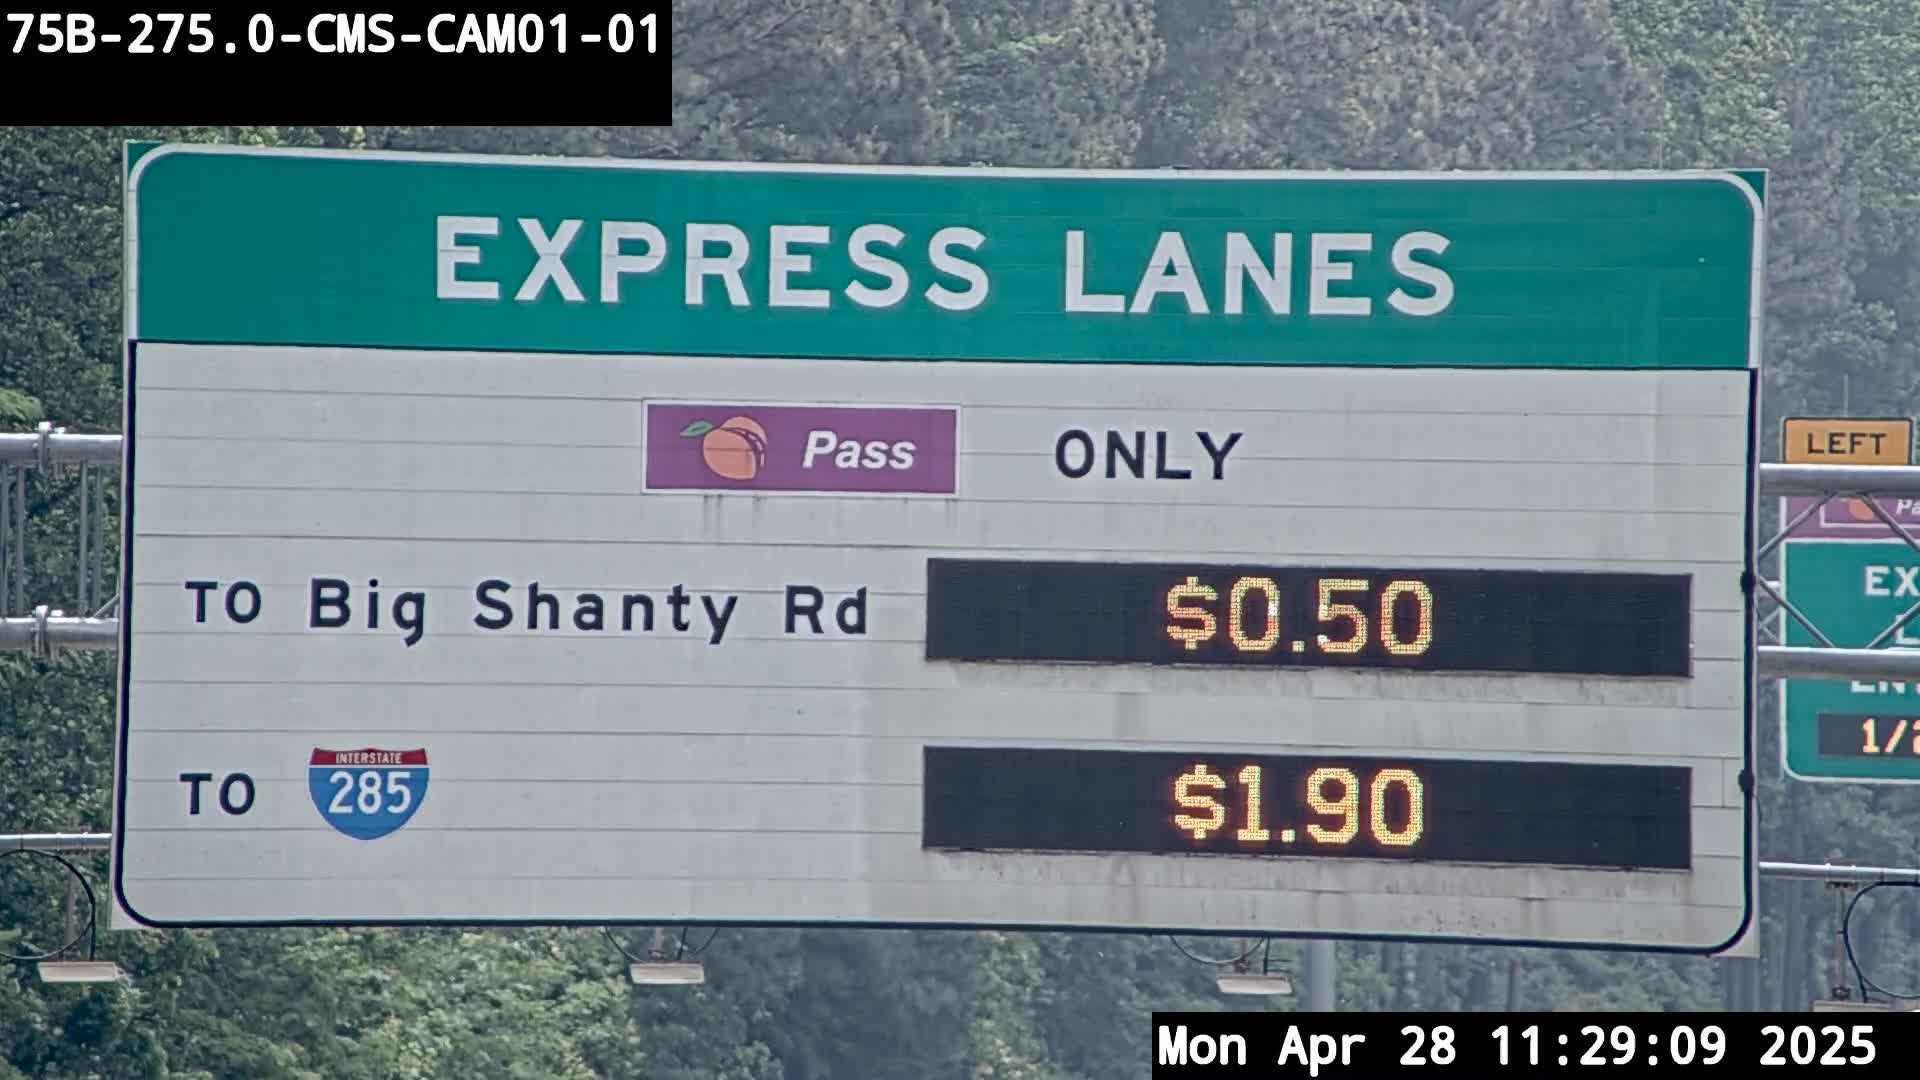 75B-275.0-CMS-CAM01-01
EXPRESS LANES
Pass ONLY
LEFT
TO Big Shanty Rd $0.50
INTERSTATE
TO 285 $1.90
Mon Apr 28 11:29:09 2025